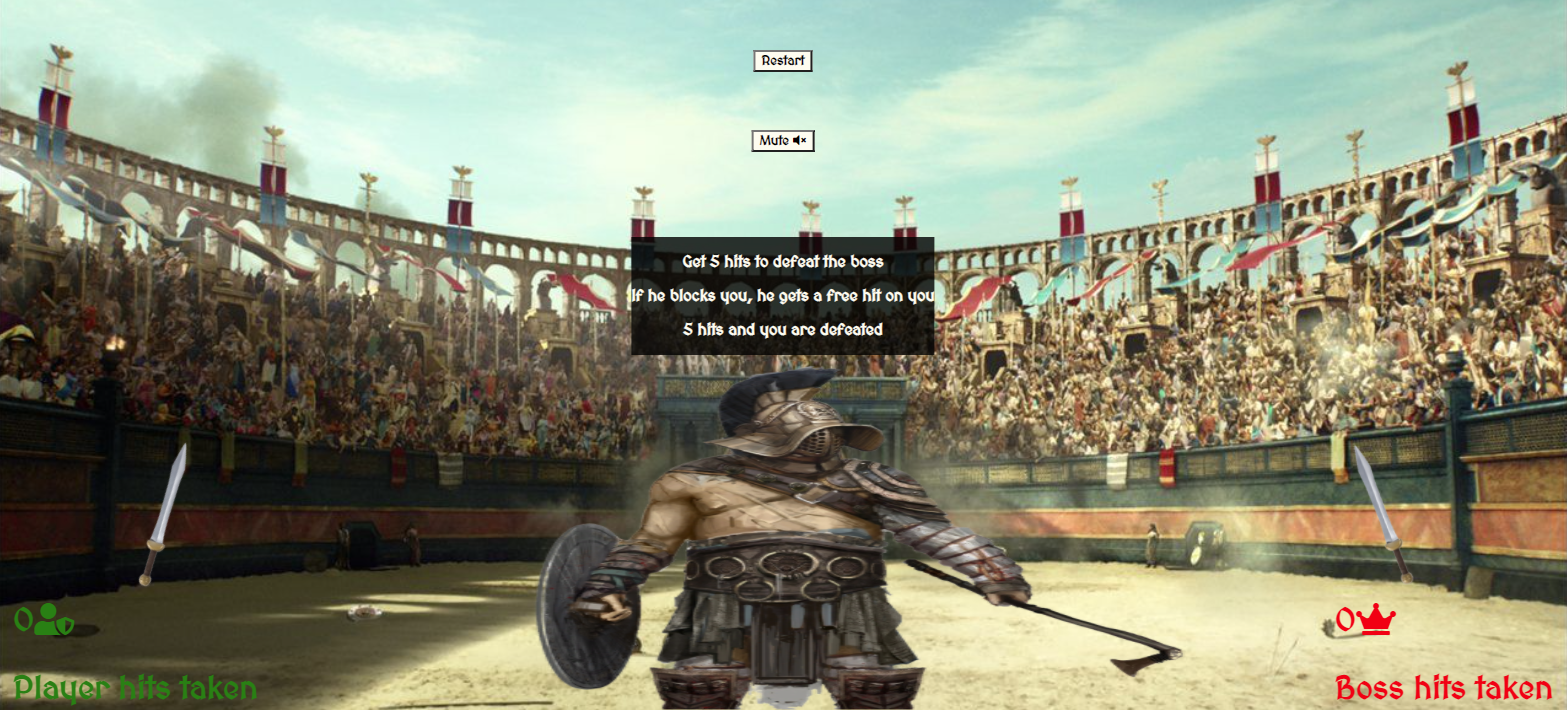 Restart
Mute
Get 5 hits to defeat the boss
If he blocks you, he gets a free hit on you
5 hits and you are defeated
0
0
Player hits taken
Boss hits taken